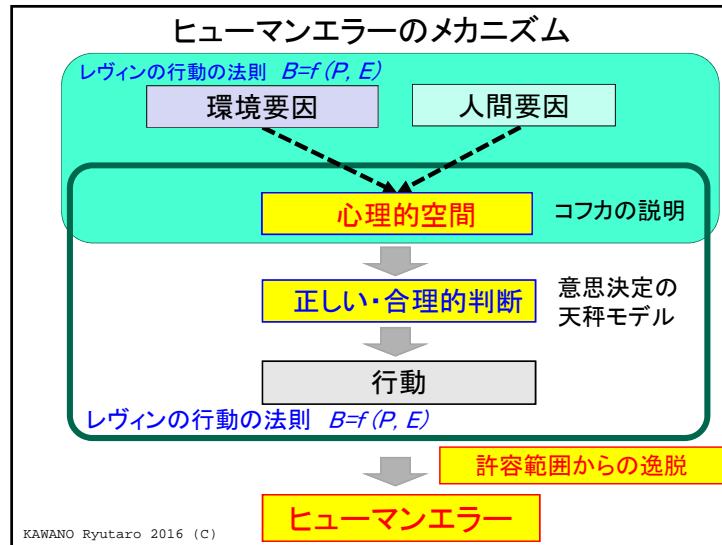 ヒューマンエラーのメカニズム
レヴィンの行動の法則 B=f(P, E)
環境要因
人間要因
心理的空間
コフカの説明
正しい・合理的判断
意思決定の
天秤モデル
行動
レヴィンの行動の法則 B=f(P, E)
許容範囲からの逸脱
ヒューマンエラー
KAWANO Ryutaro 2016 (C)